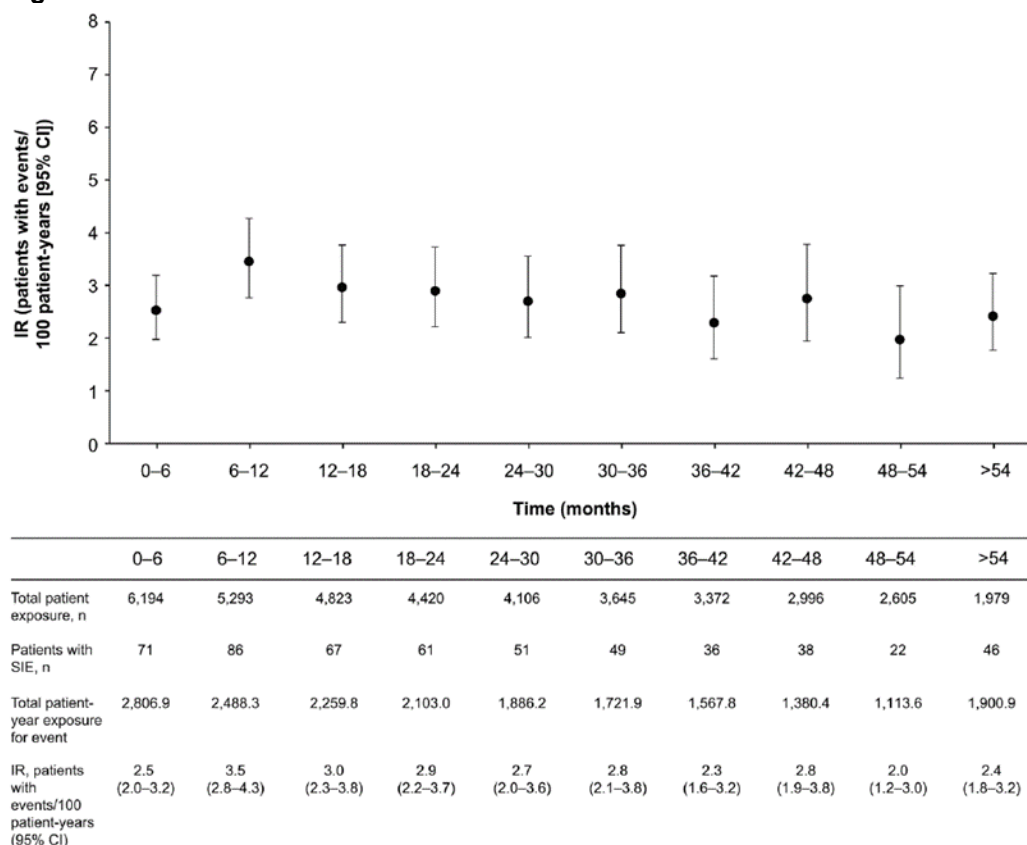 8
7
6
5
4
3
2
1
0
IR (patients with events/
100 patient-years [95% CI])
0–6 6–12 12–18 18–24 24–30 30–36 36–42 42–48 48–54 >54
Time (months)
0–6 6–12 12–18 18–24 24–30 30–36 36–42 42–48 48–54 >54
Total patient
exposure, n
6,194 5,293 4,823 4,420 4,106 3,645 3,372 2,996 2,605 1,979
Patients with
SIE, n
71 86 67 61 51 49 36 38 22 46
Total patient-
year exposure
for event
2,806.9 2,488.3 2,259.8 2,103.0 1,886.2 1,721.9 1,567.8 1,380.4 1,113.6 1,900.9
IR, patients
with
events/100
patient-years
(95% CI)
2.5 3.5 3.0 2.9 2.7 2.8 2.3 2.8 2.0 2.4
(2.0–3.2) (2.8–4.3) (2.3–3.8) (2.2–3.7) (2.0–3.6) (2.1–3.8) (1.6–3.2) (1.9–3.8) (1.2–3.0) (1.8–3.2)